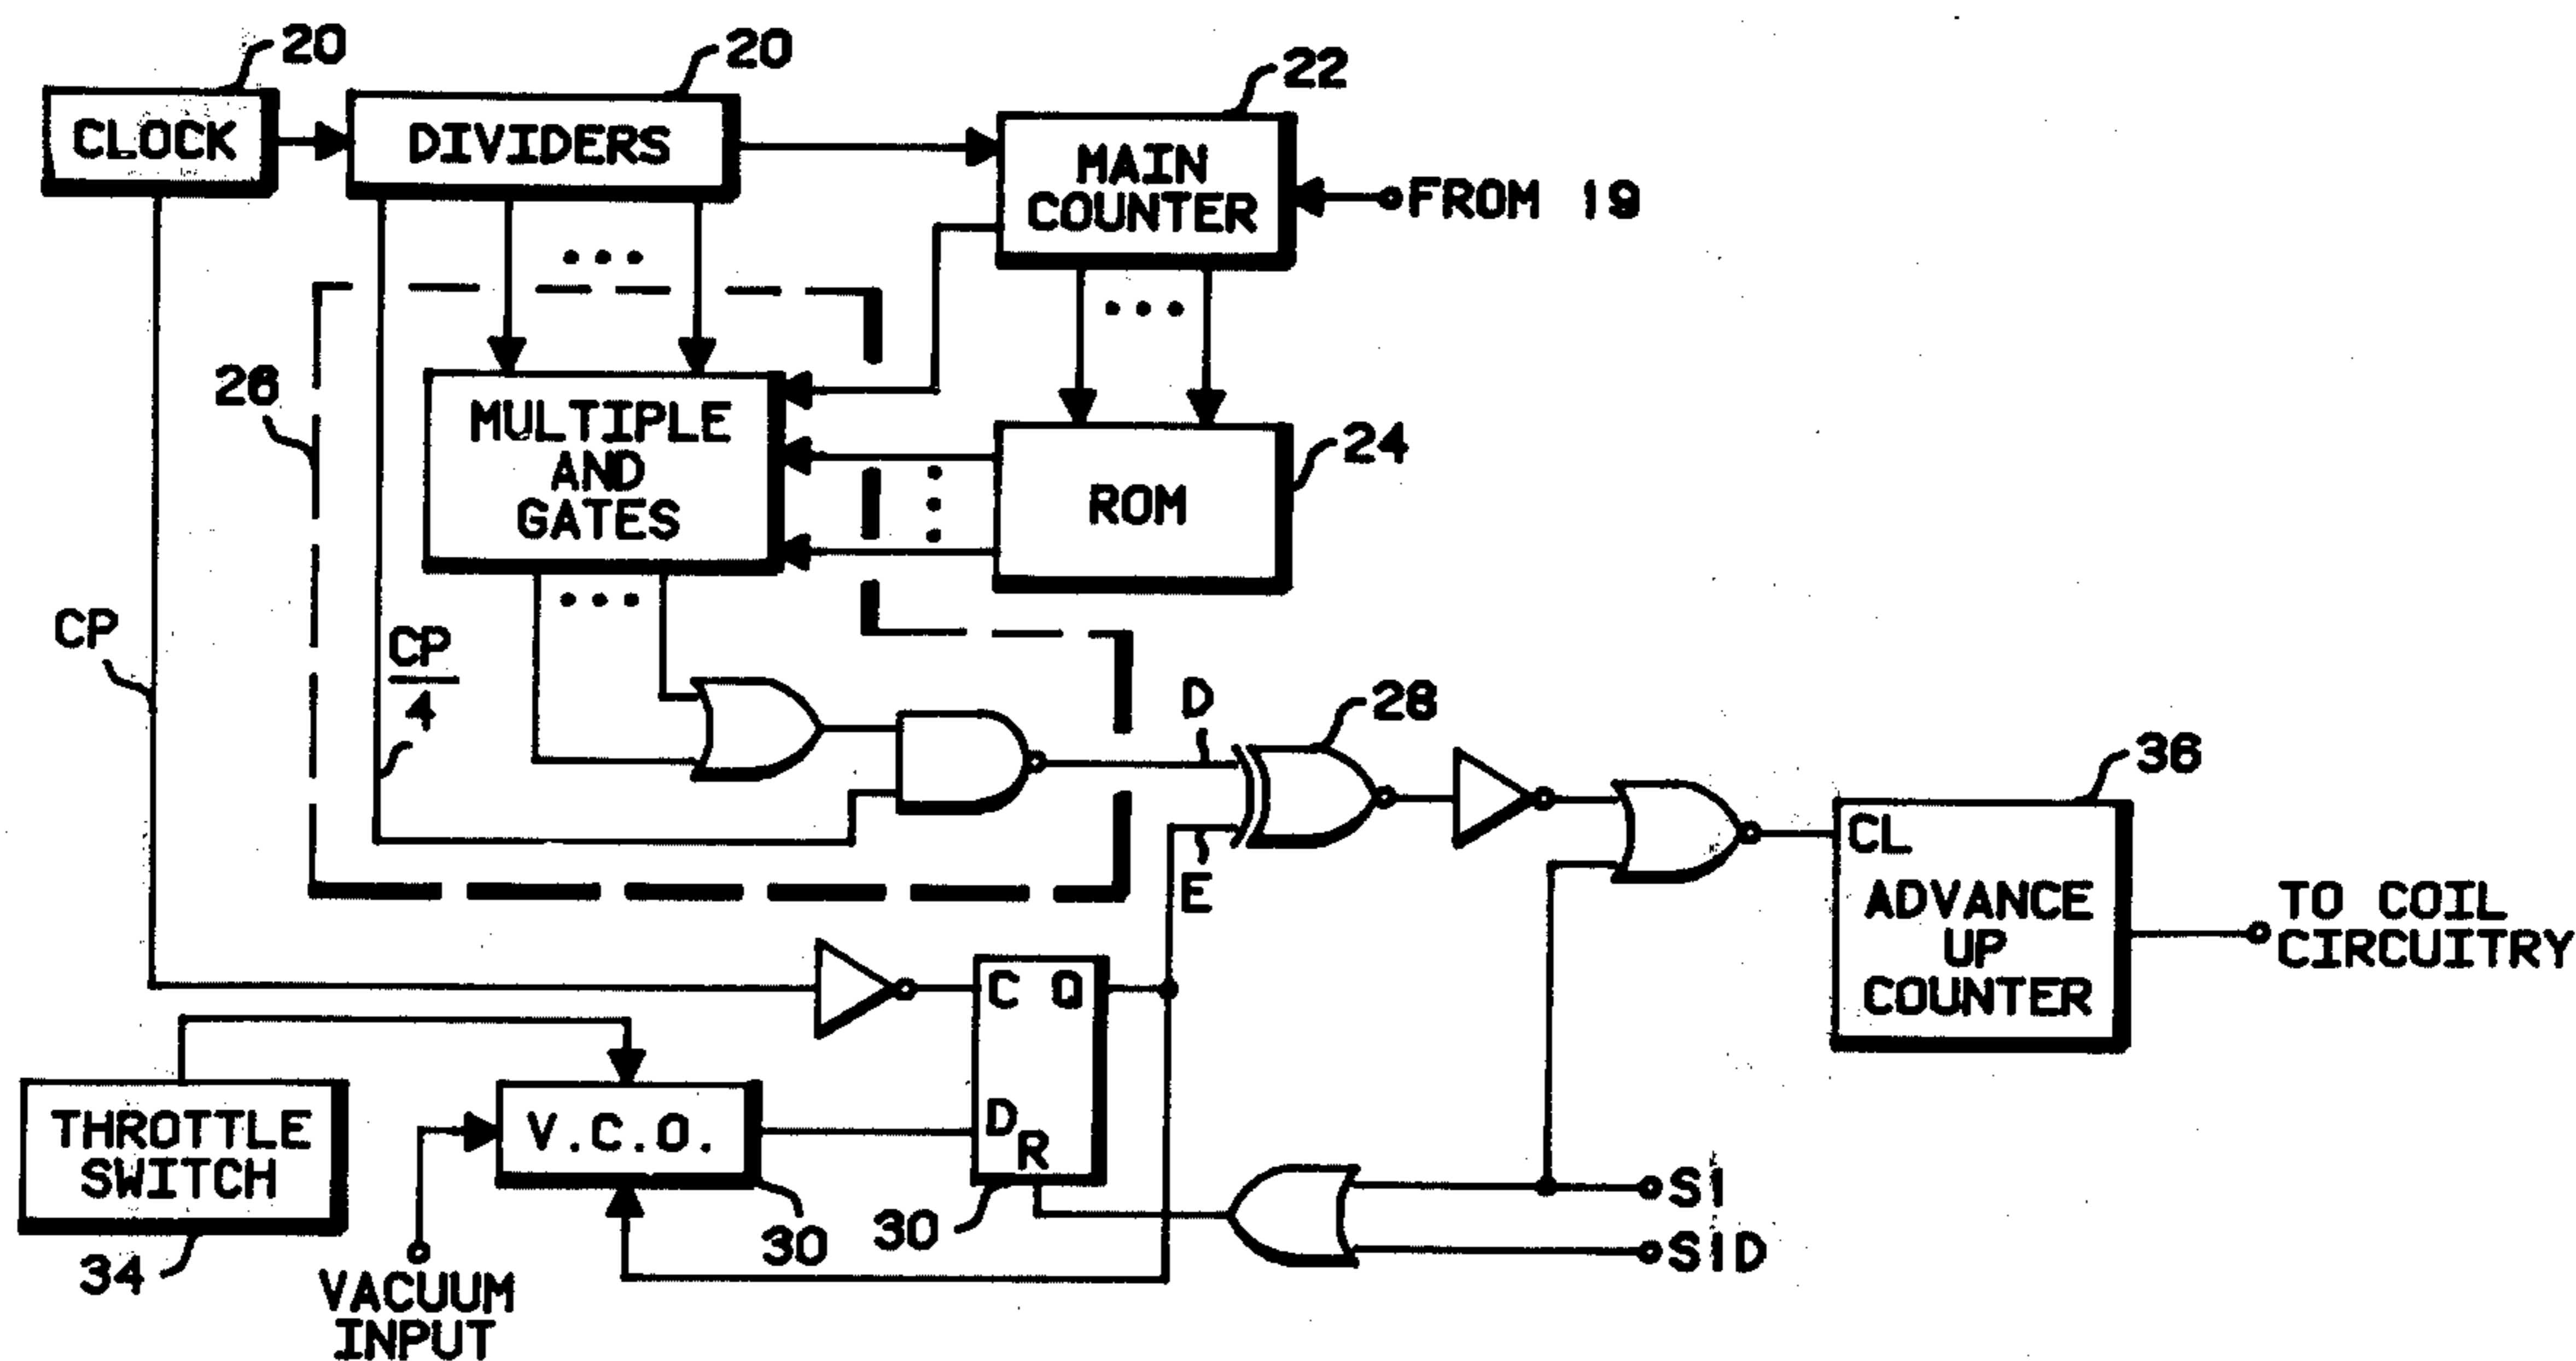 20
20
22
CLOCK
DIVIDERS
MAIN
COUNTER
FROM 19
...
...
26
MULTIPLE
AND
GATES
24
ROM
...
CP
CP
4
D
28
36
E
CL
ADVANCE
UP
COUNTER
TO COIL
CIRCUITRY
C Q
THROTTLE
SWITCH
V.C.O.
D
R
S1
34
30
30
S1D
VACUUM
INPUT